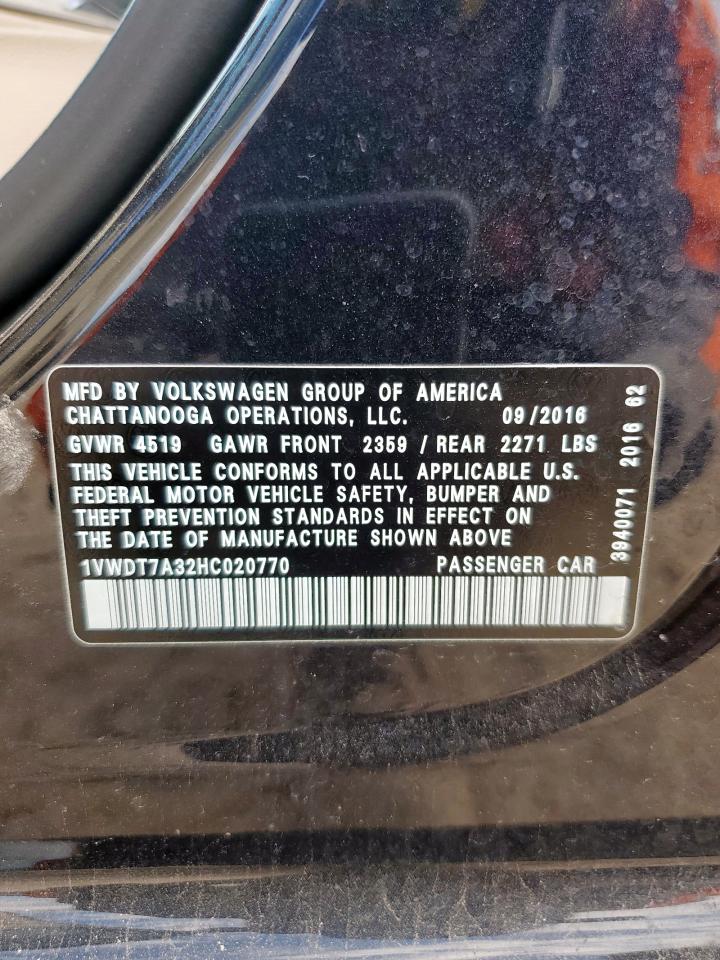 MFD BY VOLKSWAGEN GROUP OF AMERICA
CHATTANOOGA OPERATIONS, LLC. 09/2016
GVWR 4519 GAWR FRONT 2359 / REAR 2271 LBS
THIS VEHICLE CONFORMS TO ALL APPLICABLE U.S.
FEDERAL MOTOR VEHICLE SAFETY, BUMPER AND
THEFT PREVENTION STANDARDS IN EFFECT ON
THE DATE OF MANUFACTURE SHOWN ABOVE
1VWDT7A32HC020770 PASSENGER CAR
3940071 2016 62